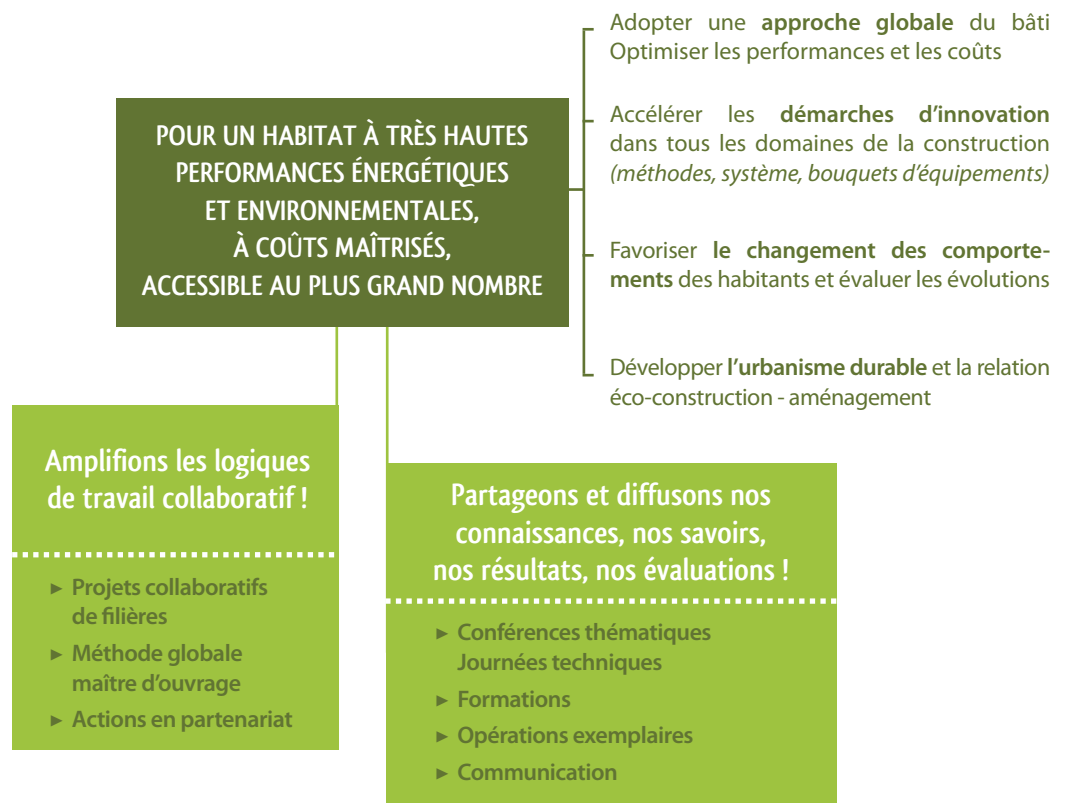 POUR UN HABITAT À TRÈS HAUTES
PERFORMANCES ÉNERGÉTIQUES
ET ENVIRONNEMENTALES,
À COÛTS MAÎTRISÉS,
ACCESSIBLE AU PLUS GRAND NOMBRE
Adopter une approche globale du bâti
Optimiser les performances et les coûts
Accélérer les démarches d'innovation
dans tous les domaines de la construction
(méthodes, système, bouquets d'équipements)
Favoriser le changement des comporte-
ments des habitants et évaluer les évolutions
Développer l'urbanisme durable et la relation
éco-construction - aménagement
Amplifions les logiques
de travail collaboratif !
► Projets collaboratifs
de filières
► Méthode globale
maître d'ouvrage
► Actions en partenariat
Partageons et diffusons nos
connaissances, nos savoirs,
nos résultats, nos évaluations !
► Conférences thématiques
Journées techniques
► Formations
► Opérations exemplaires
► Communication